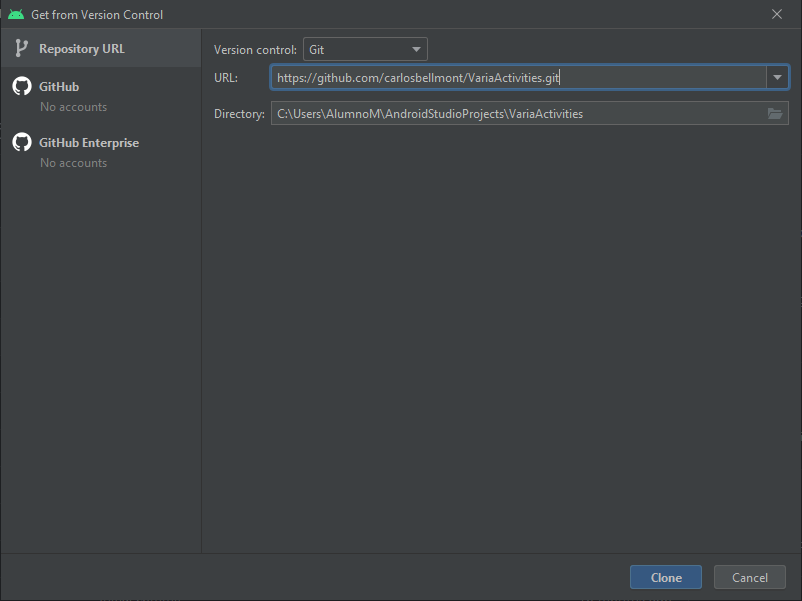 Get from Version Control
Repository URL
GitHub
No accounts
GitHub Enterprise
No accounts
Version control: Git
URL: https://github.com/carlosbellmont/VariaActivities.git
Directory: C:\Users\AlumnoM\AndroidStudioProjects\VariaActivities
Clone Cancel